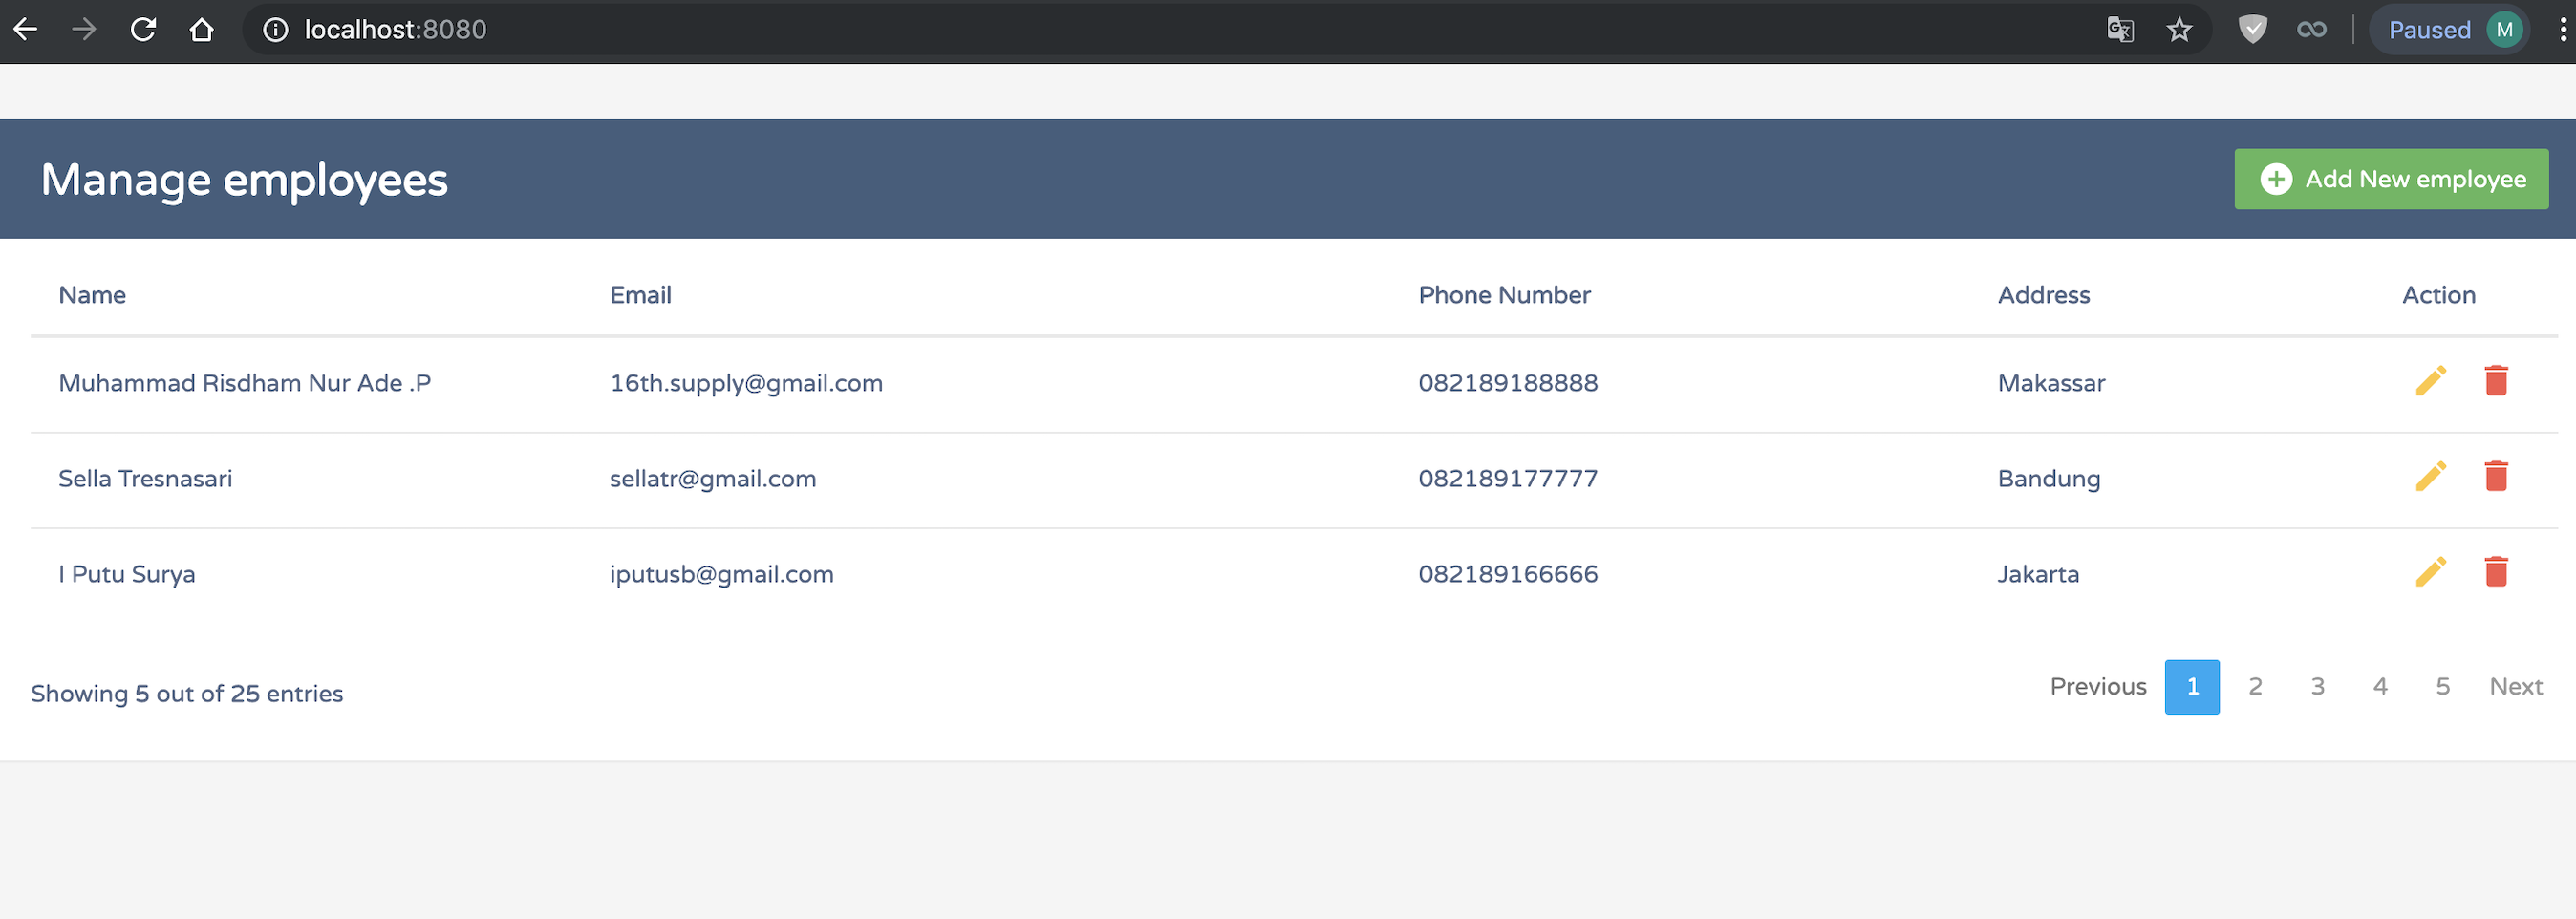 localhost:8080
Paused M
Manage employees
Add New employee
Name Email Phone Number Address Action
Muhammad Risdham Nur Ade .P 16th.supply@gmail.com 082189188888 Makassar
Sella Tresnasari sellatr@gmail.com 082189177777 Bandung
I Putu Surya iputusb@gmail.com 082189166666 Jakarta
Showing 5 out of 25 entries
Previous 1 2 3 4 5 Next